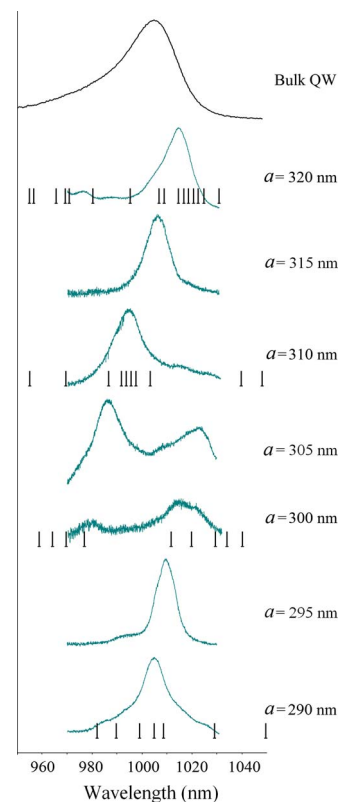 Bulk QW
a = 320 nm
a = 315 nm
a = 310 nm
a = 305 nm
a = 300 nm
a = 295 nm
a = 290 nm
960 980 1000 1020 1040
Wavelength (nm)